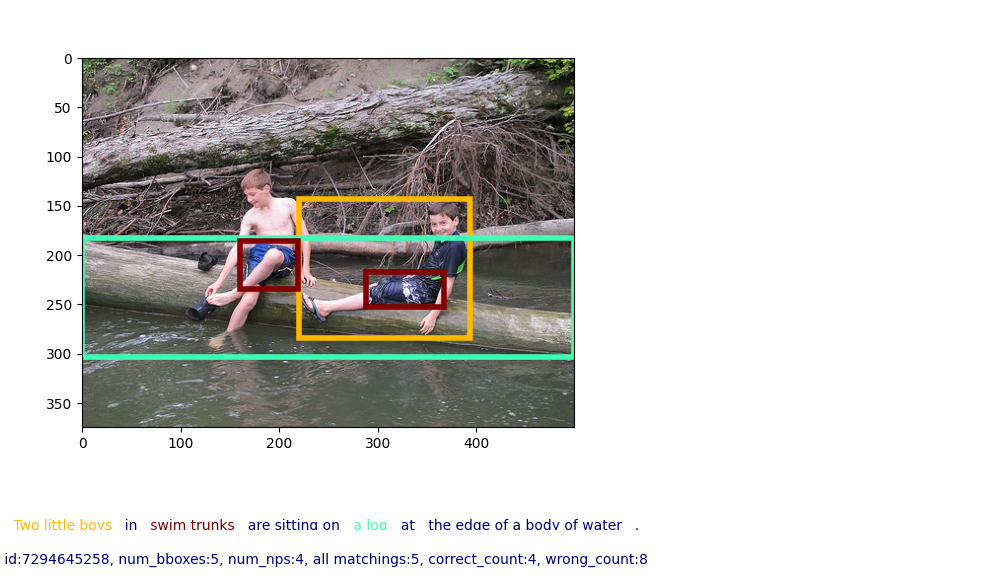 0
50
100
150
200
250
300
350
0 100 200 300 400
Two little boys in swim trunks are sitting on a log at the edge of a body of water .
id:7294645258, num_bboxes:5, num_nps:4, all matchings:5, correct_count:4, wrong_count:8